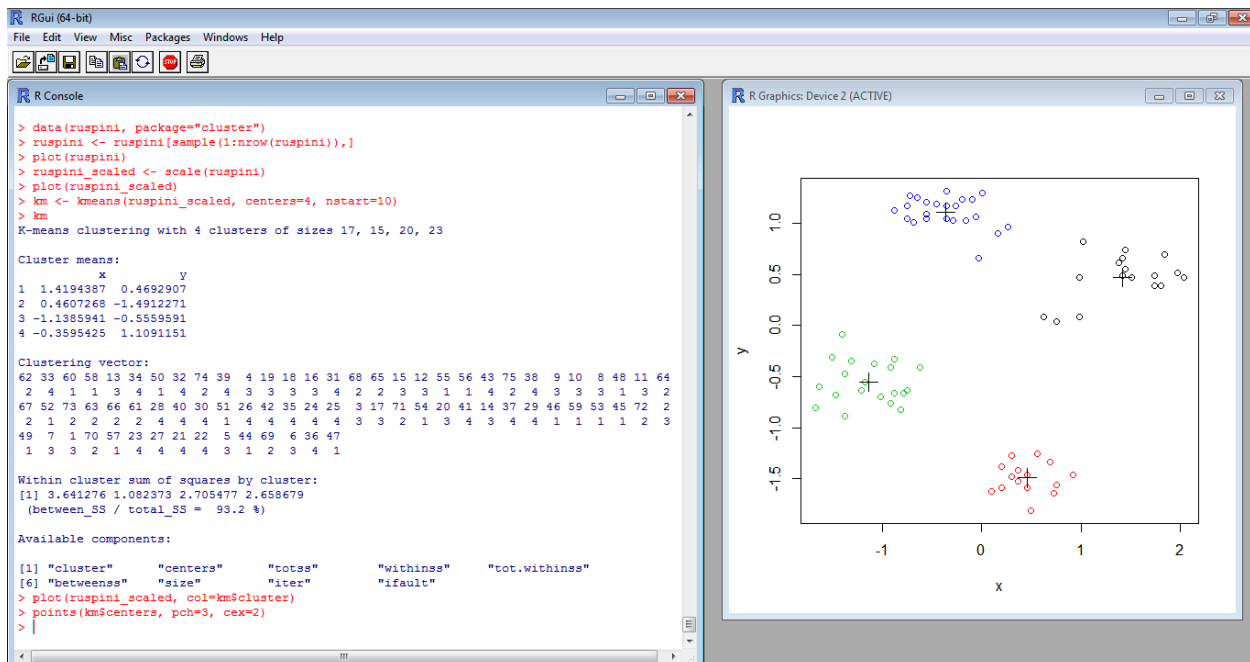 RGui (64-bit)
File Edit View Misc Packages Windows Help
STOP
R Console
> data(ruspini, package="cluster")
> ruspini <- ruspini[sample(1:nrow(ruspini)),]
> plot(ruspini)
> ruspini_scaled <- scale(ruspini)
> plot(ruspini_scaled)
> km <- kmeans(ruspini_scaled, centers=4, nstart=10)
> km
K-means clustering with 4 clusters of sizes 17, 15, 20, 23
Cluster means:
x y
1 1.4194387 0.4692907
2 0.4607268 -1.4912271
3 -1.1385941 -0.5559591
4 -0.3595425 1.1091151
Clustering vector:
62 33 60 58 13 34 50 32 74 39 4 19 18 16 31 68 65 15 12 55 56 43 75 38 9 10 8 48 11 64
2 4 1 1 3 4 1 4 2 4 3 3 3 3 4 2 2 3 3 1 1 4 2 4 3 3 3 1 3 2
67 52 73 63 66 61 28 40 30 51 26 42 35 24 25 3 17 71 54 20 41 14 37 29 46 59 53 45 72 2
2 1 2 2 2 2 4 4 4 1 4 4 4 4 4 3 3 2 1 3 4 3 4 4 1 1 1 1 2 3
49 7 1 70 57 23 27 21 22 5 44 69 6 36 47
1 3 3 2 1 4 4 4 4 3 1 2 3 4 1
Within cluster sum of squares by cluster:
[1] 3.641276 1.082373 2.705477 2.658679
(between_SS / total_SS = 93.2 %)
Available components:
[1] "cluster" "centers" "totss" "withinss" "tot.withinss"
[6] "betweenss" "size" "iter" "ifault"
> plot(ruspini_scaled, col=km$cluster)
> points(km$centers, pch=3, cex=2)
>
R Graphics: Device 2 (ACTIVE)
1.0
0.5
0.0
y
-0.5
-1.0
-1.5
-1 0 1 2
x